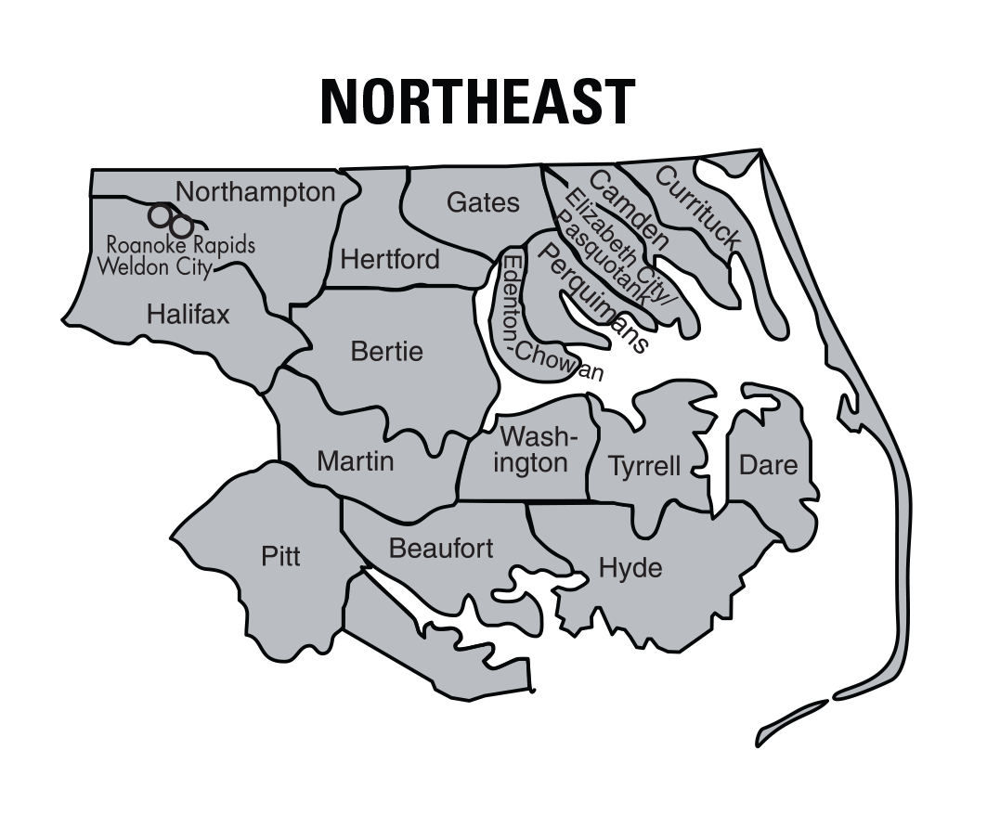 NORTHEAST
Northampton
Roanoke Rapids
Weldon City
Halifax
Hertford
Gates
Camden
Currituck
Elizabeth City/
Pasquotank
Perquimans
Edenton-Chowan
Bertie
Martin
Wash-
ington
Tyrrell
Dare
Pitt
Beaufort
Hyde